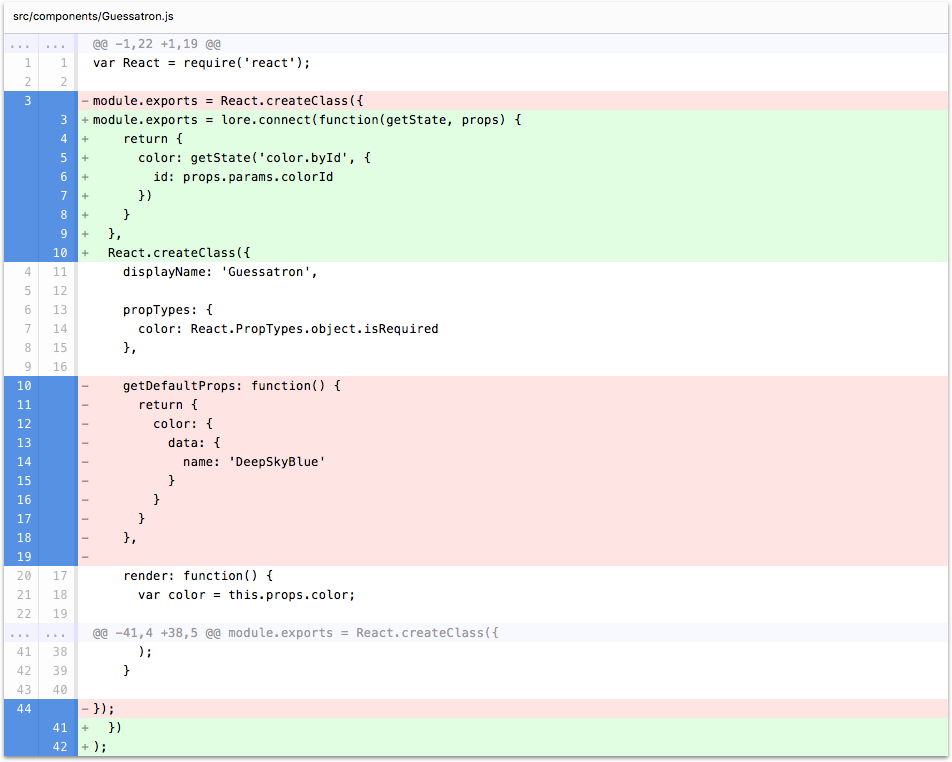 src/components/Guessatron.js
... ... @@ -1,22 +1,19 @@
1 1 var React = require('react');
2 2
3 -module.exports = React.createClass({
3 +module.exports = lore.connect(function(getState, props) {
4 +    return {
5 +      color: getState('color.byId', {
6 +        id: props.params.colorId
7 +      })
8 +    }
9 +  },
10 +  React.createClass({
4 11     displayName: 'Guessatron',
5 12
6 13     propTypes: {
7 14       color: React.PropTypes.object.isRequired
8 15     },
9 16
10 -    getDefaultProps: function() {
11 -      return {
12 -        color: {
13 -          data: {
14 -            name: 'DeepSkyBlue'
15 -          }
16 -        }
17 -      }
18 -    },
19 -
20 17     render: function() {
21 18       var color = this.props.color;
22 19
... ... @@ -41,4 +38,5 @@ module.exports = React.createClass({
41 38       );
42 39     }
43 40
44 -});
41 +  })
42 +);